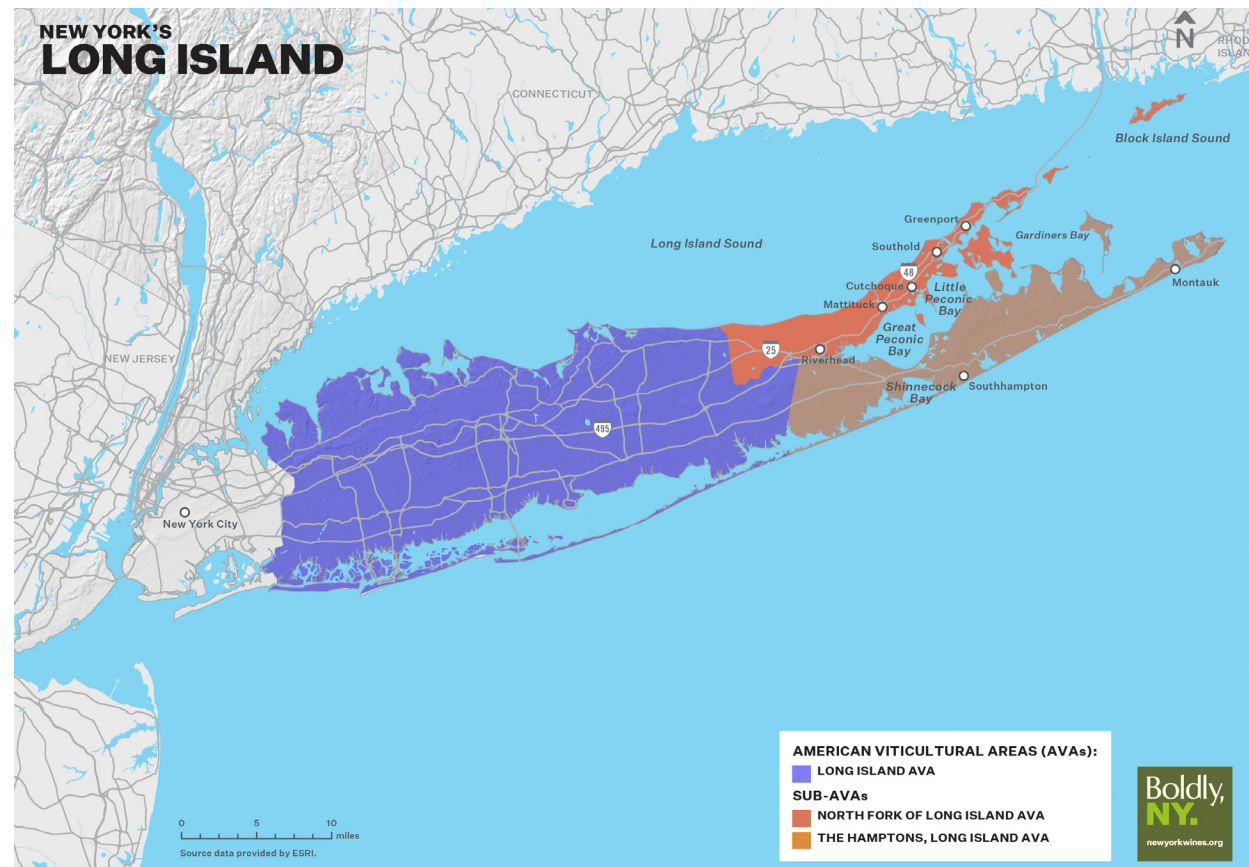 NEW YORK'S
LONG ISLAND
N
RHOD
ISLAN
CONNECTICUT
Block Island Sound
Greenport
Long Island Sound
Gardiners Bay
Southold
48
Cutchoque
Little
Peconic
Bay
Montauk
Mattituck
Great
Peconic
Bay
NEW JERSEY
25
Riverhead
Shinnecock
Bay
Southhampton
495
New York City
AMERICAN VITICULTURAL AREAS (AVAs):
LONG ISLAND AVA
SUB-AVAs
NORTH FORK OF LONG ISLAND AVA
THE HAMPTONS, LONG ISLAND AVA
Boldly,
NY.
newyorkwines.org
0 5 10
miles
Source data provided by ESRI.